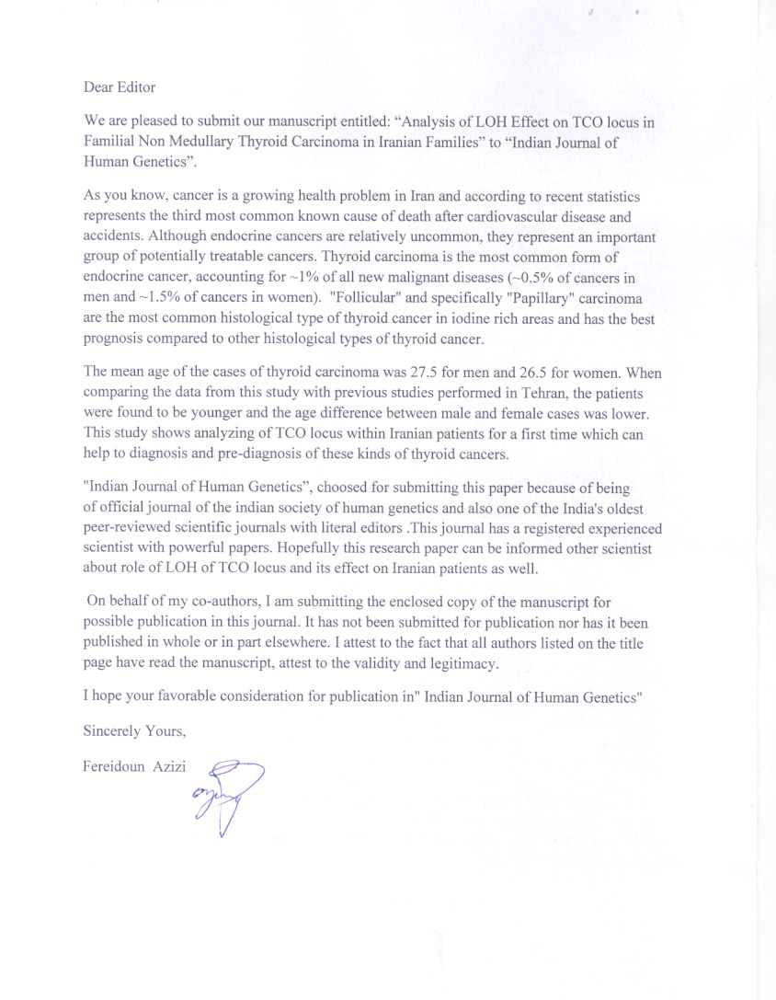 Dear Editor
We are pleased to submit our manuscript entitled: “Analysis of LOH Effect on TCO locus in
Familial Non Medullary Thyroid Carcinoma in Iranian Families” to “Indian Journal of
Human Genetics”.
As you know, cancer is a growing health problem in Iran and according to recent statistics
represents the third most common known cause of death after cardiovascular disease and
accidents. Although endocrine cancers are relatively uncommon, they represent an important
group of potentially treatable cancers. Thyroid carcinoma is the most common form of
endocrine cancer, accounting for ~1% of all new malignant diseases (~0.5% of cancers in
men and ~1.5% of cancers in women).  "Follicular" and specifically "Papillary" carcinoma
are the most common histological type of thyroid cancer in iodine rich areas and has the best
prognosis compared to other histological types of thyroid cancer.
The mean age of the cases of thyroid carcinoma was 27.5 for men and 26.5 for women. When
comparing the data from this study with previous studies performed in Tehran, the patients
were found to be younger and the age difference between male and female cases was lower.
This study shows analyzing of TCO locus within Iranian patients for a first time which can
help to diagnosis and pre-diagnosis of these kinds of thyroid cancers.
"Indian Journal of Human Genetics”, choosed for submitting this paper because of being
of official journal of the indian society of human genetics and also one of the India's oldest
peer-reviewed scientific journals with literal editors .This journal has a registered experienced
scientist with powerful papers. Hopefully this research paper can be informed other scientist
about role of LOH of TCO locus and its effect on Iranian patients as well.
On behalf of my co-authors, I am submitting the enclosed copy of the manuscript for
possible publication in this journal. It has not been submitted for publication nor has it been
published in whole or in part elsewhere. I attest to the fact that all authors listed on the title
page have read the manuscript, attest to the validity and legitimacy.
I hope your favorable consideration for publication in" Indian Journal of Human Genetics"
Sincerely Yours,
Fereidoun  Azizi